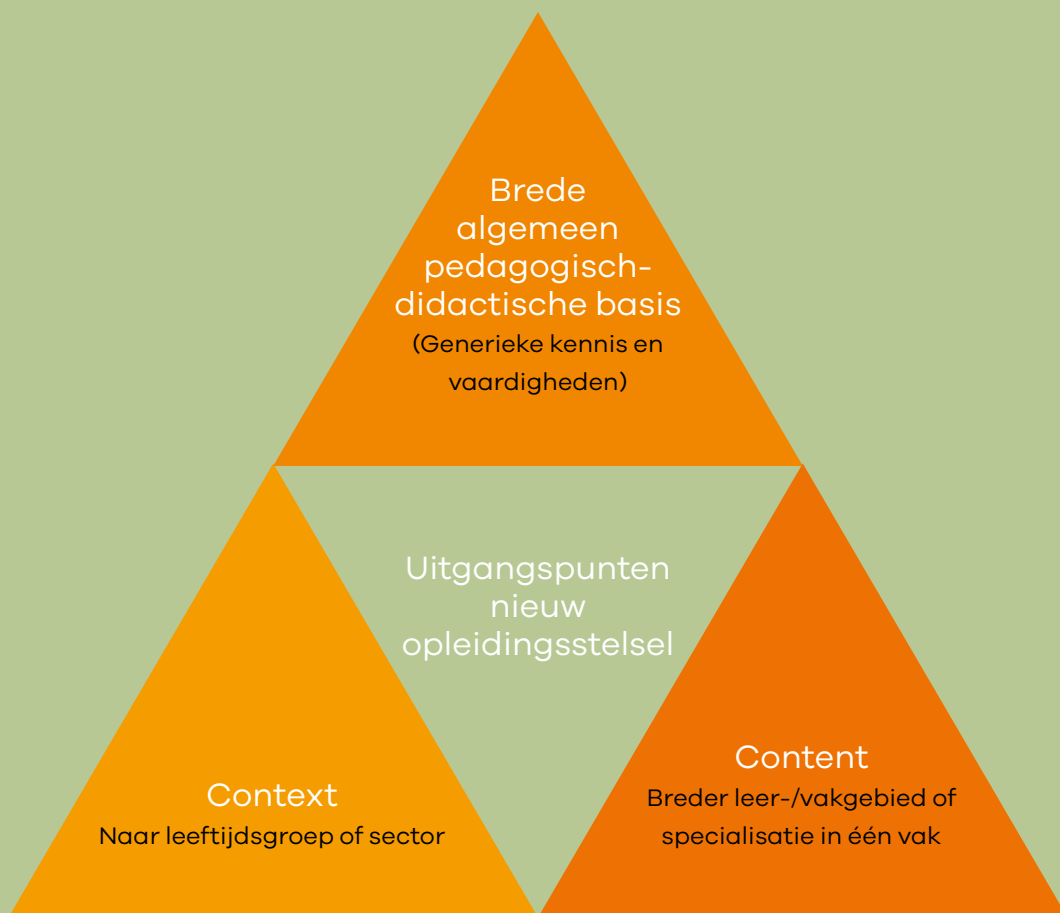 Brede
algemeen
pedagogisch-
didactische basis
(Generieke kennis en
vaardigheden)
Uitgangspunten
nieuw
opleidingsstelsel
Context
Naar leeftijdsgroep of sector
Content
Breder leer-/vakgebied of
specialisatie in één vak